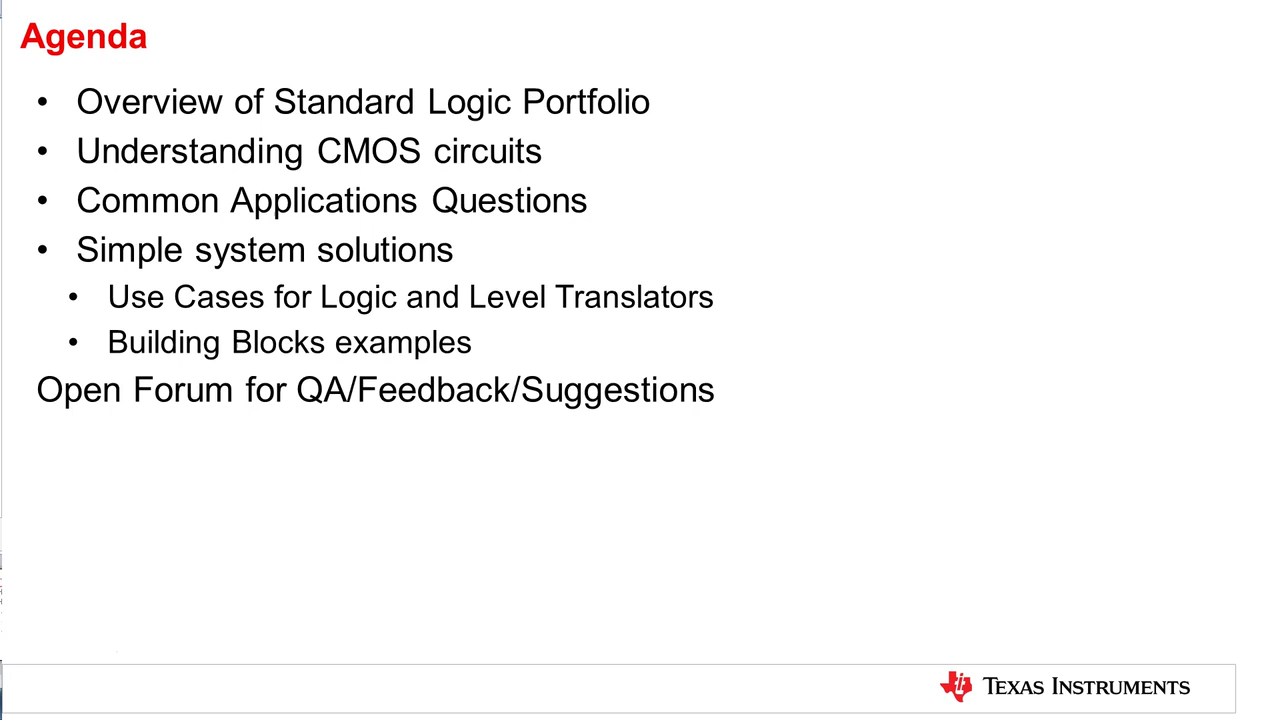 Agenda
• Overview of Standard Logic Portfolio
• Understanding CMOS circuits
• Common Applications Questions
• Simple system solutions
• Use Cases for Logic and Level Translators
• Building Blocks examples
Open Forum for QA/Feedback/Suggestions
TEXAS INSTRUMENTS